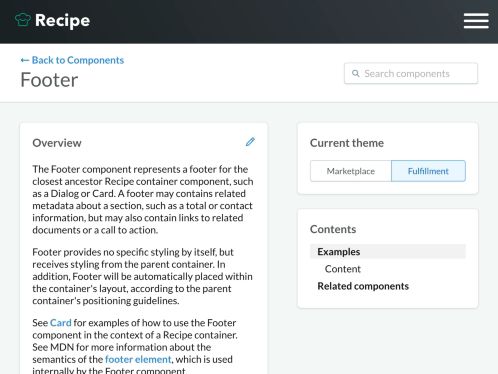 Recipe
← Back to Components
Footer
Search components
Overview
The Footer component represents a footer for the
closest ancestor Recipe container component, such
as a Dialog or Card. A footer may contains related
metadata about a section, such as a total or contact
information, but may also contain links to related
documents or a call to action.
Footer provides no specific styling by itself, but
receives styling from the parent container. In
addition, Footer will be automatically placed within
the container's layout, according to the parent
container's positioning guidelines.
See Card for examples of how to use the Footer
component in the context of a Recipe container.
See MDN for more information about the
semantics of the footer element, which is used
internally by the Footer component.
Current theme
Marketplace
Fulfillment
Contents
Examples
Content
Related components